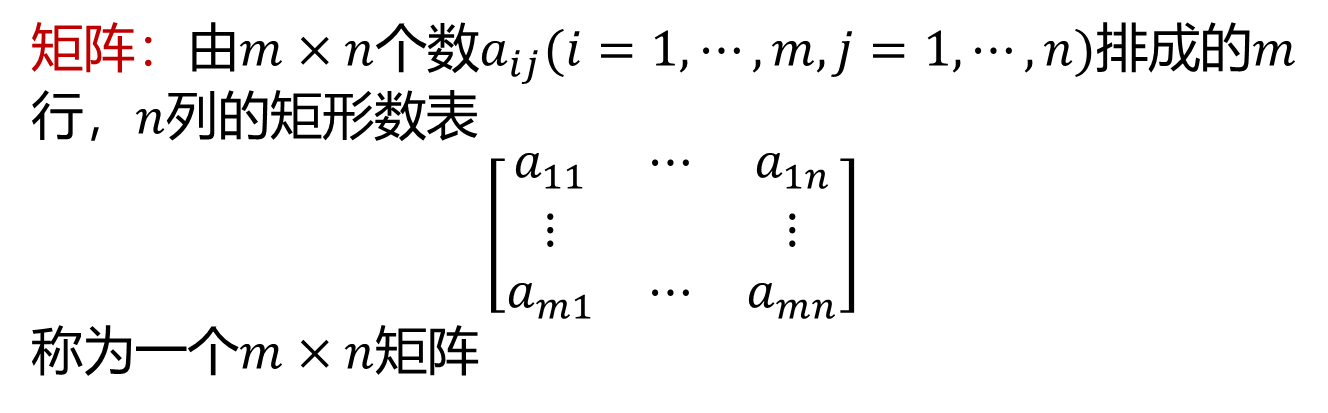 矩阵：由m × n个数a_{ij}(i = 1,⋯,m, j = 1,⋯,n)排成的m
行，n列的矩形数表
a_{11} ⋯ a_{1n}
⋮ ⋮
a_{m1} ⋯ a_{mn}
称为一个m × n矩阵